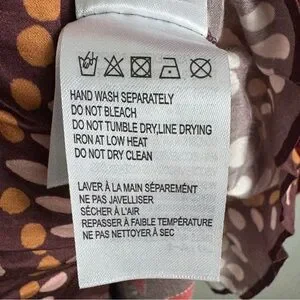 HAND WASH SEPARATELY
DO NOT BLEACH
DO NOT TUMBLE DRY,LINE DRYING
IRON AT LOW HEAT
DO NOT DRY CLEAN
LAVER À LA MAIN SÉPARÉMENT
NE PAS JAVELLISER
SÉCHER À L'AIR
REPASSER À FAIBLE TEMPÉRATURE
NE PAS NETTOYER À SEC